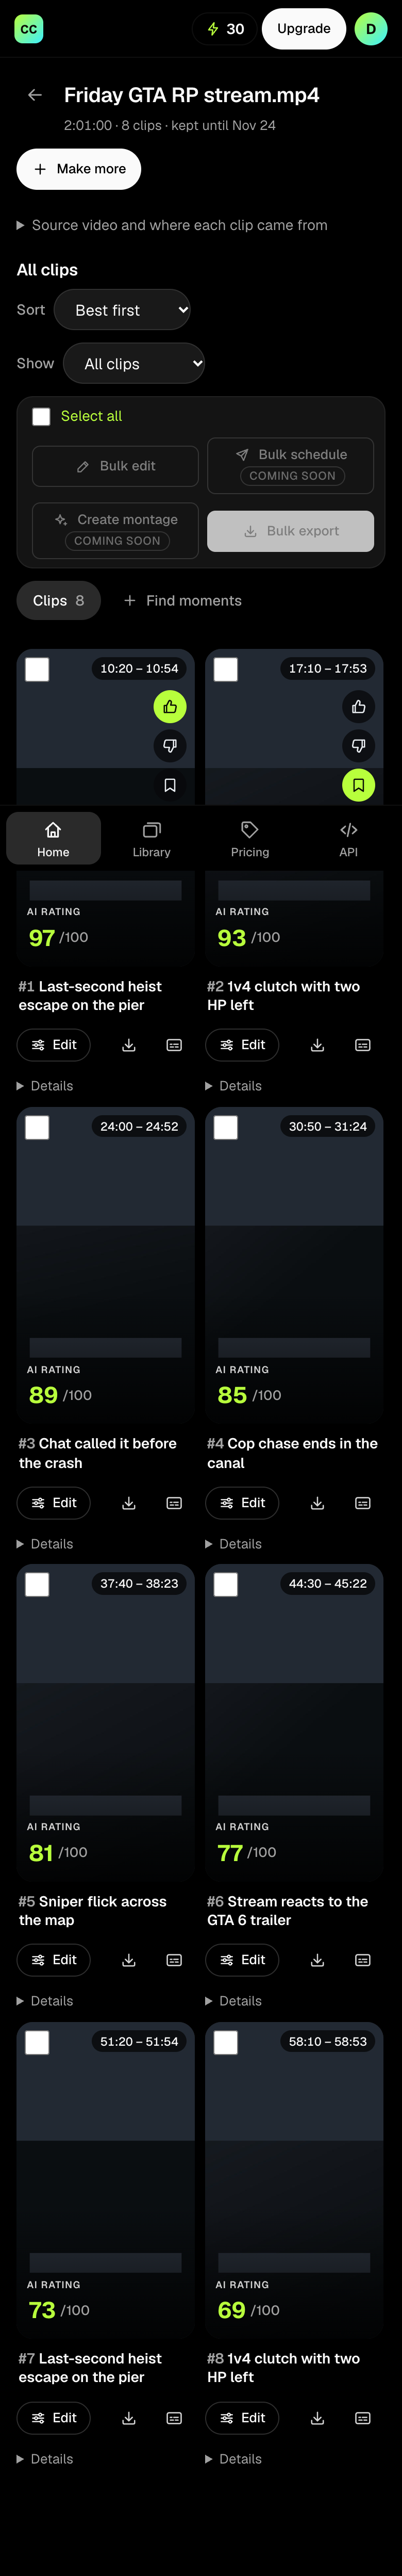 CC
30
Upgrade
D
Friday GTA RP stream.mp4
2:01:00 · 8 clips · kept until Nov 24
Make more
Source video and where each clip came from
All clips
Sort
Best first
Show
All clips
Select all
Bulk edit
Bulk schedule
COMING SOON
Create montage
COMING SOON
Bulk export
Clips 8
Find moments
10:20 – 10:54
17:10 – 17:53
Home
Library
Pricing
API
AI RATING
97 /100
AI RATING
93 /100
#1 Last-second heist
escape on the pier
#2 1v4 clutch with two
HP left
Edit
Edit
Details
Details
24:00 – 24:52
30:50 – 31:24
AI RATING
89 /100
AI RATING
85 /100
#3 Chat called it before
the crash
#4 Cop chase ends in the
canal
Edit
Edit
Details
Details
37:40 – 38:23
44:30 – 45:22
AI RATING
81 /100
AI RATING
77 /100
#5 Sniper flick across
the map
#6 Stream reacts to the
GTA 6 trailer
Edit
Edit
Details
Details
51:20 – 51:54
58:10 – 58:53
AI RATING
73 /100
AI RATING
69 /100
#7 Last-second heist
escape on the pier
#8 1v4 clutch with two
HP left
Edit
Edit
Details
Details